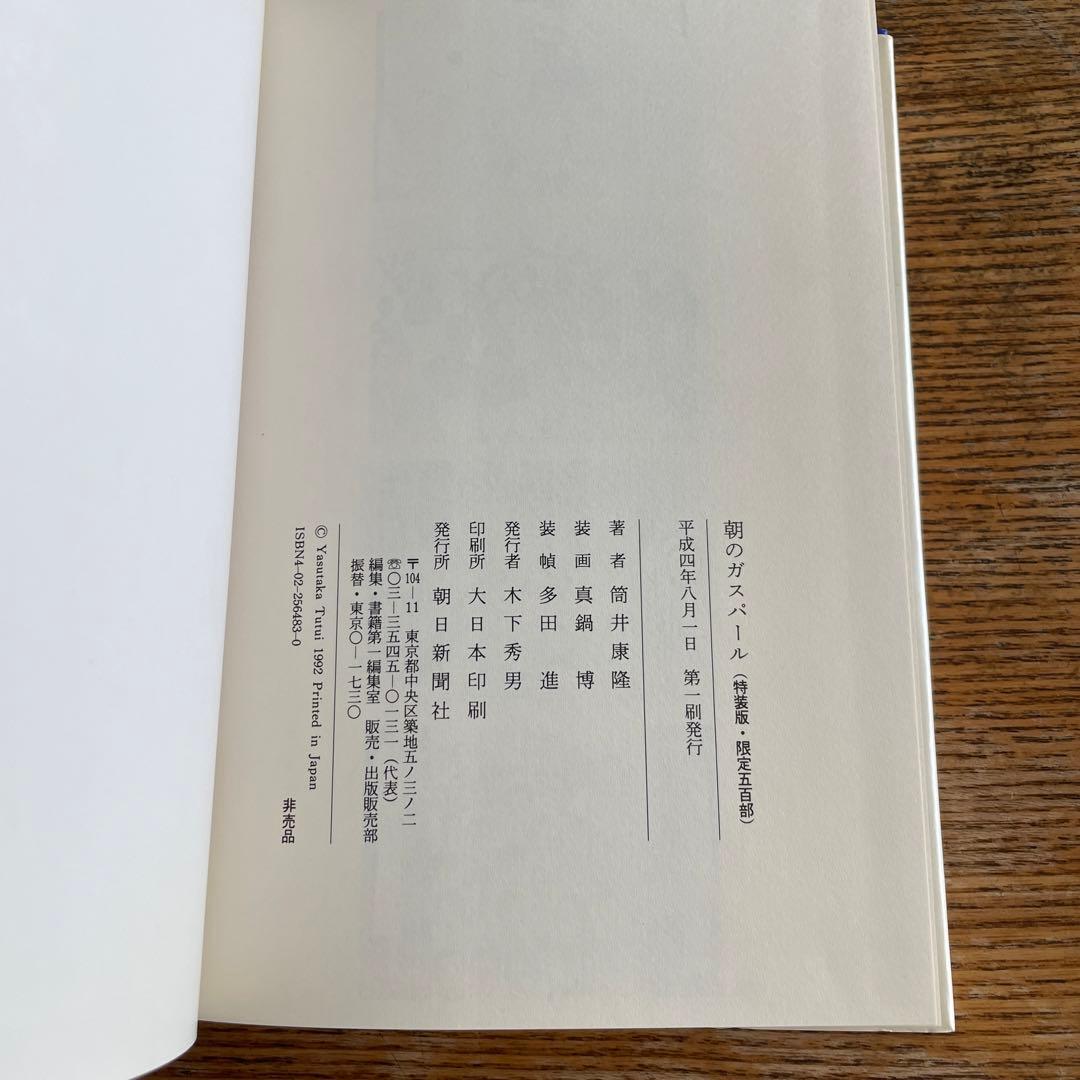 朝のガスパール（特装版・限定五百部）
平成四年八月一日　第一刷発行
著者　筒井康隆
装画　真鍋　博
装幀　多田　進
発行者　木下秀男
印刷所　大日本印刷
発行所　朝日新聞社
〒104―11　東京都中央区築地五ノ三ノ二
☏〇三―三五四五―〇一三一（代表）
編集・書籍第一編集室　販売・出版販売部
振替・東京〇―一七三〇
© Yasutaka Tutui 1992 Printed in Japan
ISBN4-02-256483-0
非売品